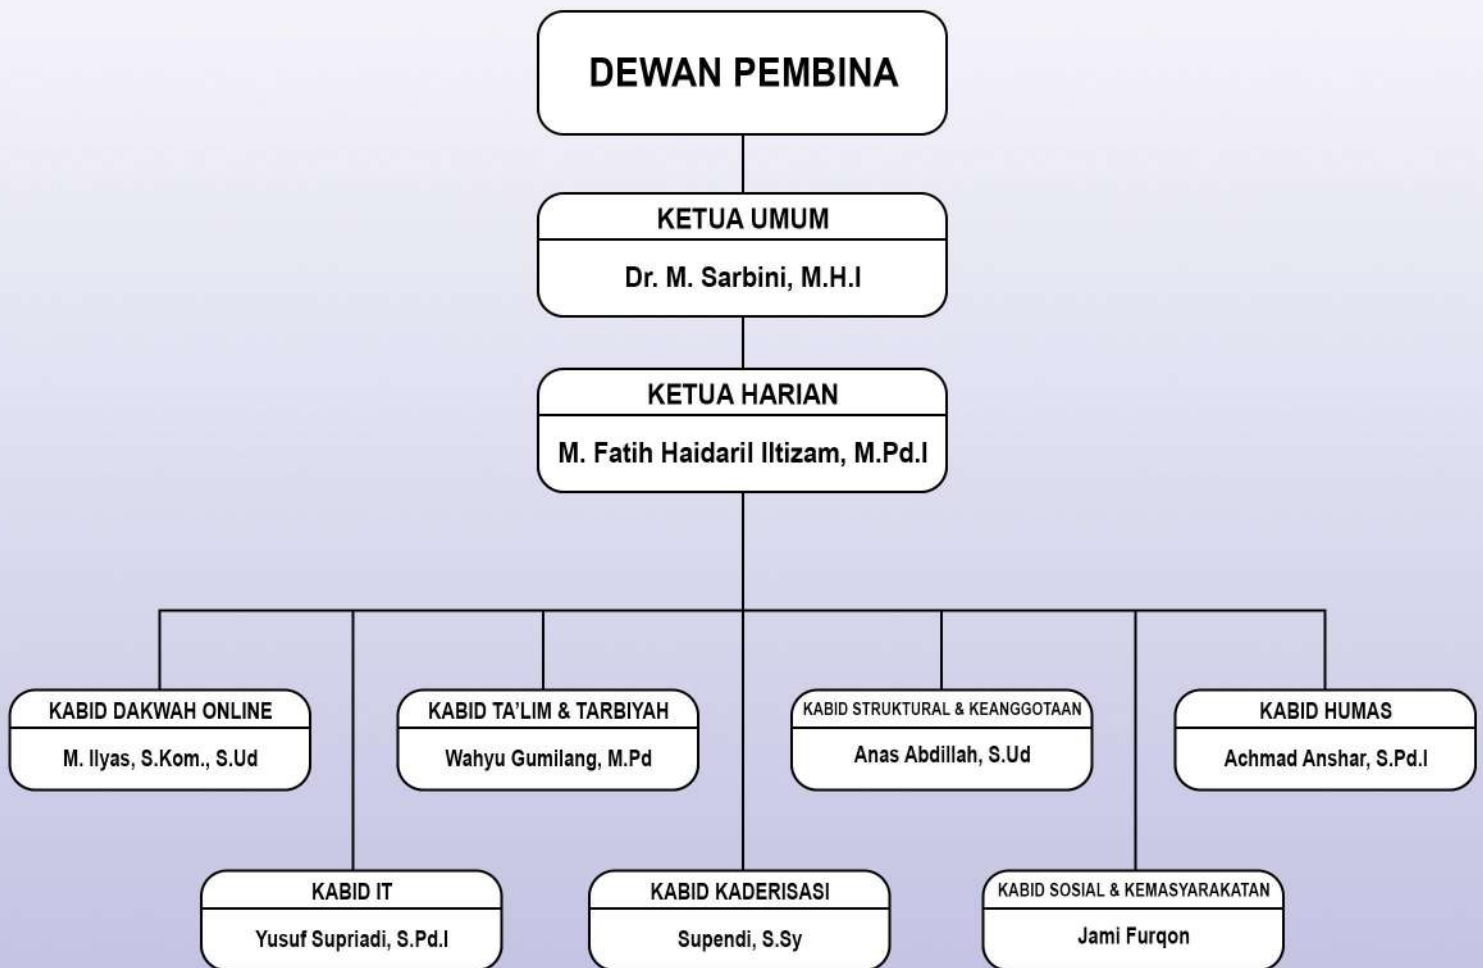 DEWAN PEMBINA
KETUA UMUM
Dr. M. Sarbini, M.H.I
KETUA HARIAN
M. Fatih Haidaril Iltizam, M.Pd.I
KABID DAKWAH ONLINE
M. Ilyas, S.Kom., S.Ud
KABID TA'LIM & TARBIYAH
Wahyu Gumilang, M.Pd
KABID STRUKTURAL & KEANGGOTAAN
Anas Abdillah, S.Ud
KABID HUMAS
Achmad Anshar, S.Pd.I
KABID IT
Yusuf Supriadi, S.Pd.I
KABID KADERISASI
Supendi, S.Sy
KABID SOSIAL & KEMASYARAKATAN
Jami Furqon